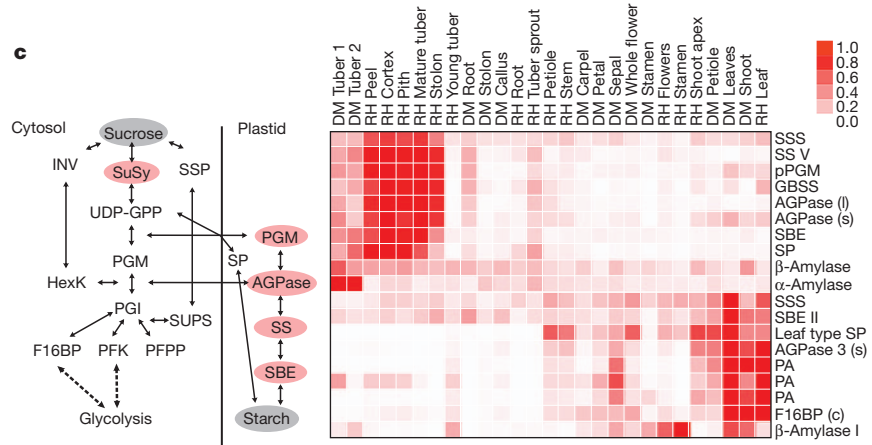 c
Cytosol
Plastid
Sucrose
INV
SuSy
SSP
UDP-GPP
PGM
SP
PGM
HexK
AGPase
PGI
SUPS
SS
F16BP
PFK
PFPP
SBE
Glycolysis
Starch
DM Tuber 1
DM Tuber 2
RH Peel
RH Cortex
RH Pith
RH Mature tuber
RH Stolon
RH Young tuber
DM Root
DM Stolon
DM Callus
RH Root
RH Tuber sprout
RH Petiole
RH Stem
DM Carpel
DM Petal
DM Sepal
DM Whole flower
DM Stamen
RH Flowers
RH Stamen
RH Shoot apex
DM Petiole
DM Leaves
DM Shoot
RH Leaf
1.0
0.8
0.6
0.4
0.2
0.0
SSS
SS V
pPGM
GBSS
AGPase (l)
AGPase (s)
SBE
SP
β-Amylase
α-Amylase
SSS
SBE II
Leaf type SP
AGPase 3 (s)
PA
PA
PA
F16BP (c)
β-Amylase I